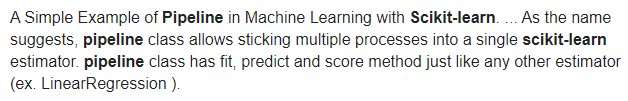 A Simple Example of Pipeline in Machine Learning with Scikit-learn. ... As the name
suggests, pipeline class allows sticking multiple processes into a single scikit-learn
estimator. pipeline class has fit, predict and score method just like any other estimator
(ex. LinearRegression ).